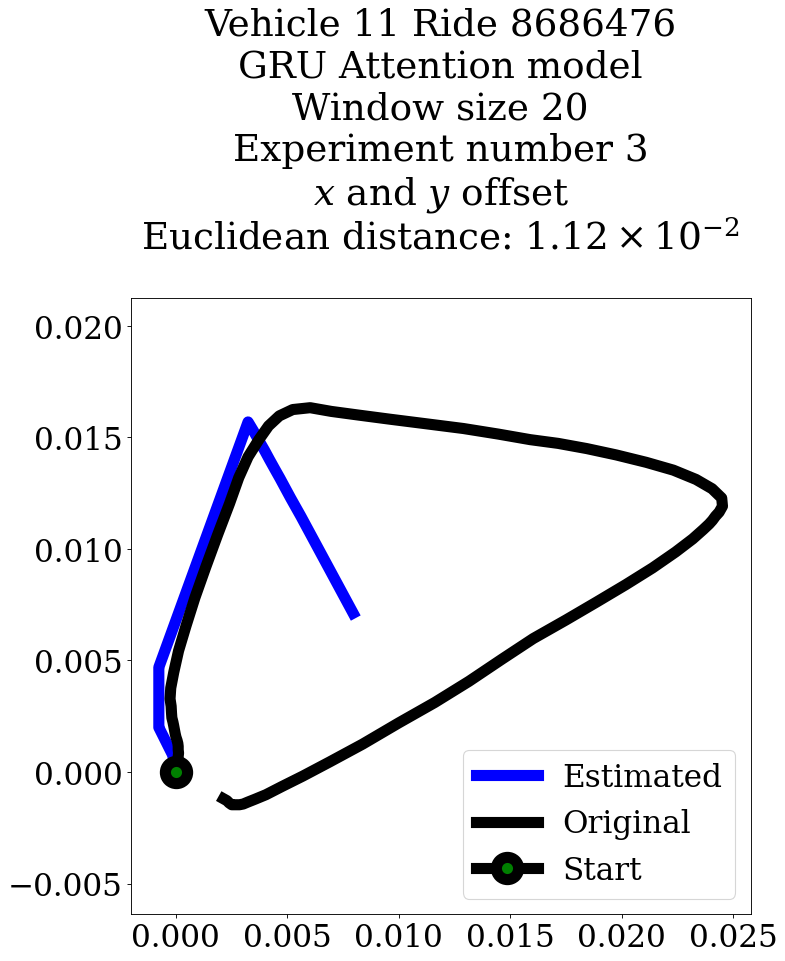 Vehicle 11 Ride 8686476
GRU Attention model
Window size 20
Experiment number 3
x and y offset
Euclidean distance: 1.12 × 10⁻²
0.020
0.015
0.010
0.005
0.000
−0.005
0.000 0.005 0.010 0.015 0.020 0.025
Estimated
Original
Start